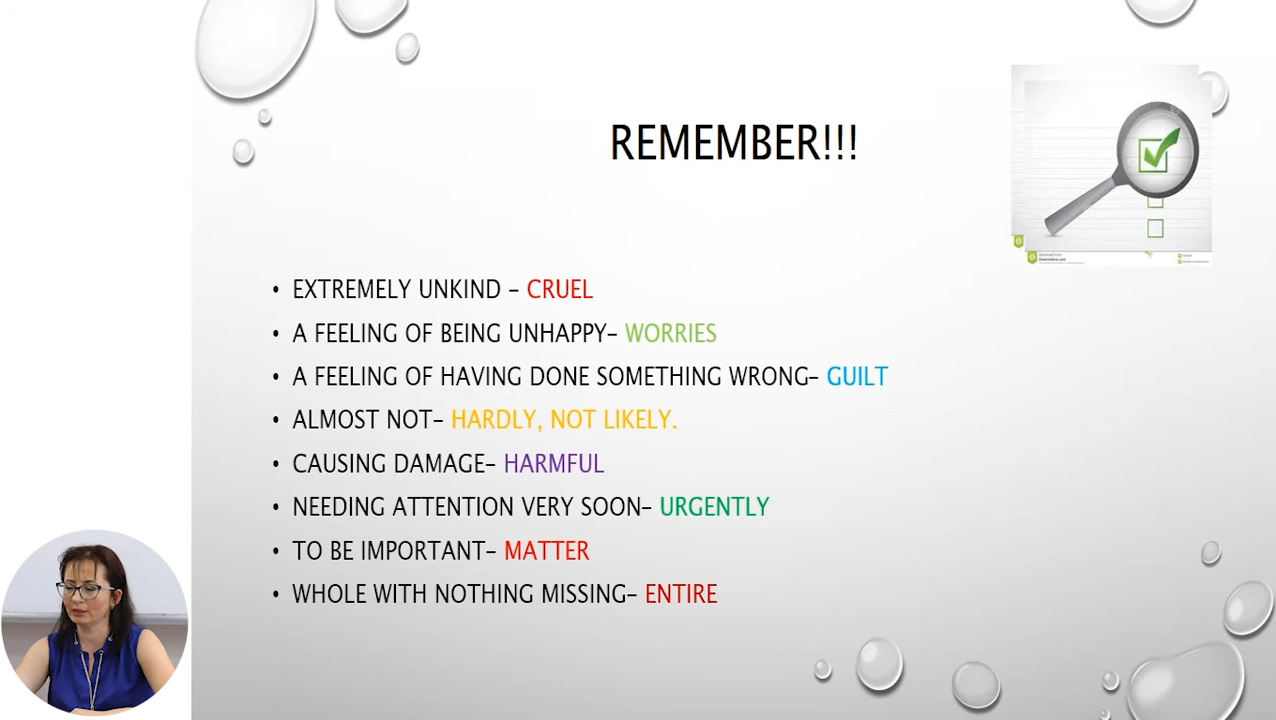 REMEMBER!!!
• EXTREMELY UNKIND – CRUEL
• A FEELING OF BEING UNHAPPY– WORRIES
• A FEELING OF HAVING DONE SOMETHING WRONG– GUILT
• ALMOST NOT– HARDLY, NOT LIKELY.
• CAUSING DAMAGE– HARMFUL
• NEEDING ATTENTION VERY SOON– URGENTLY
• TO BE IMPORTANT– MATTER
• WHOLE WITH NOTHING MISSING– ENTIRE